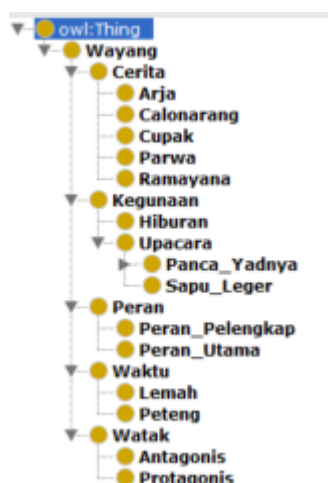 owl:Thing
Wayang
Cerita
Arja
Calonarang
Cupak
Parwa
Ramayana
Kegunaan
Hiburan
Upacara
Panca_Yadnya
Sapu_Leger
Peran
Peran_Pelengkap
Peran_Utama
Waktu
Lemah
Peteng
Watak
Antagonis
Protagonis